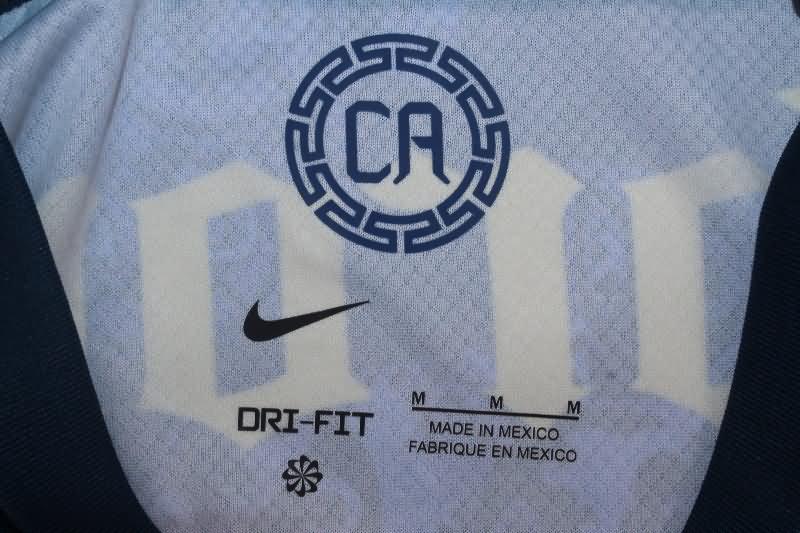 CA
DRI-FIT
M M M
MADE IN MEXICO
FABRIQUE EN MEXICO